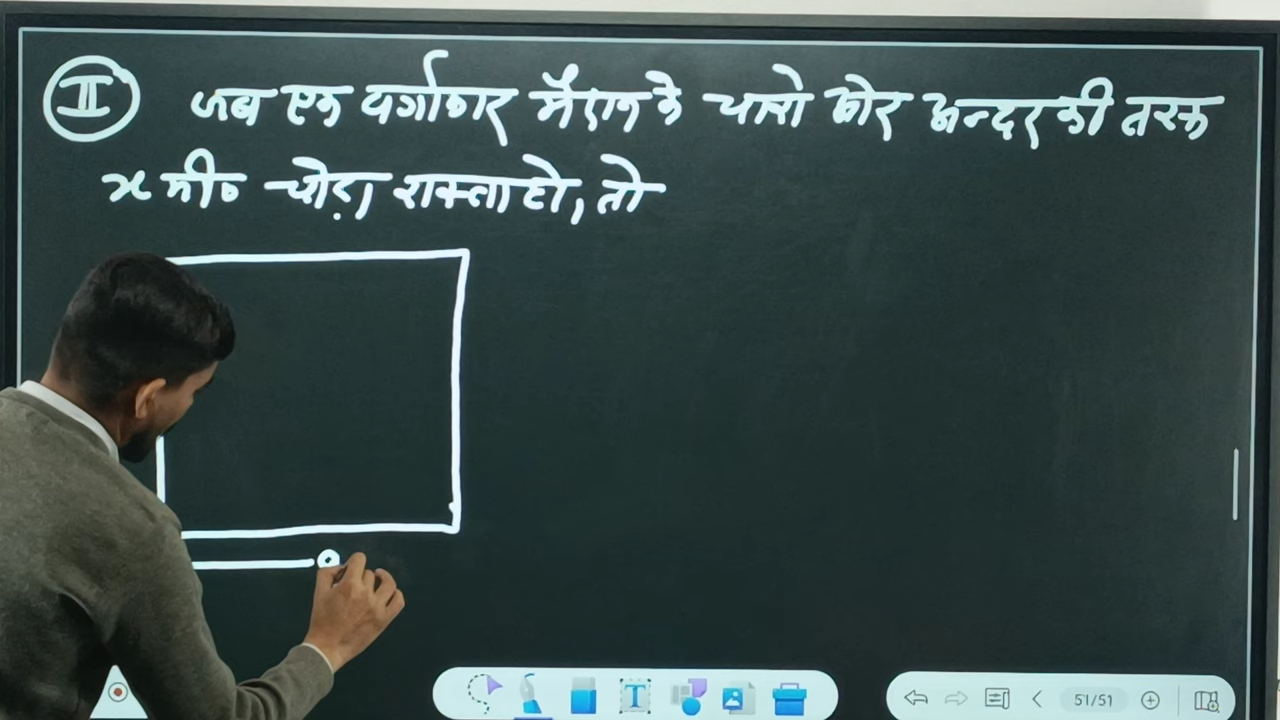 II जब एक वर्गाकार मैदान के चारो ओर अन्दर की तरफ
x मी० चौड़ा रास्ता हो, तो
a
T
51/51